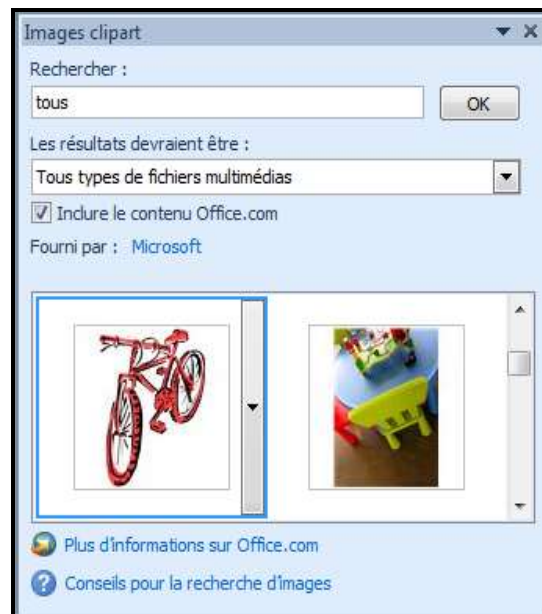 Images clipart
Rechercher :
tous
OK
Les résultats devraient être :
Tous types de fichiers multimédias
Inclure le contenu Office.com
Fourni par : Microsoft
Plus d'informations sur Office.com
Conseils pour la recherche d'images